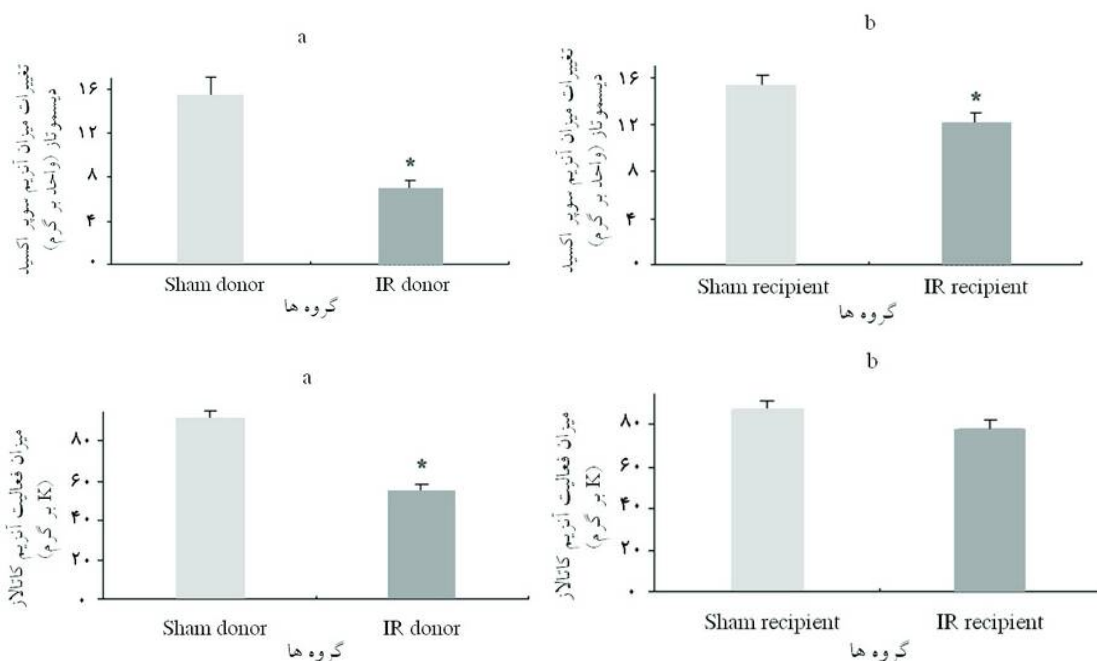 a
تغییرات میزان آنزیم سوپر اکسید
دیسموتاز (واحد بر گرم)
۱۶
۱۲
۸
۴
۰
*
Sham donor IR donor
گروه ها
b
تغییرات میزان آنزیم سوپر اکسید
دیسموتاز (واحد بر گرم)
۱۶
۱۲
۸
۴
۰
*
Sham recipient IR recipient
گروه ها
a
میزان فعالیت آنزیم کاتالاز
(K بر گرم)
۸۰
۶۰
۴۰
۲۰
۰
*
Sham donor IR donor
گروه ها
b
میزان فعالیت آنزیم کاتالاز
(K بر گرم)
۸۰
۶۰
۴۰
۲۰
۰
Sham recipient IR recipient
گروه ها